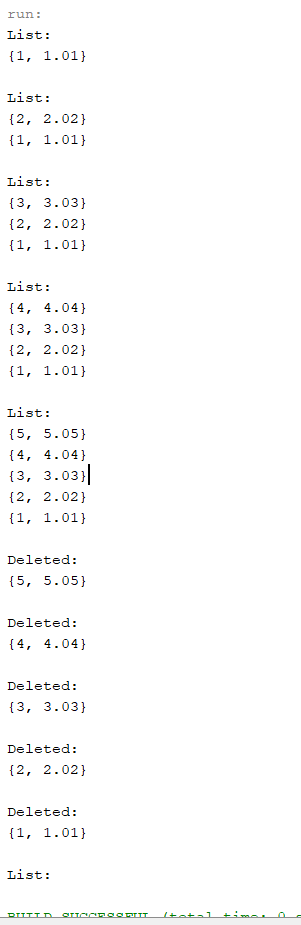 run:
List:
{1, 1.01}
List:
{2, 2.02}
{1, 1.01}
List:
{3, 3.03}
{2, 2.02}
{1, 1.01}
List:
{4, 4.04}
{3, 3.03}
{2, 2.02}
{1, 1.01}
List:
{5, 5.05}
{4, 4.04}
{3, 3.03}
{2, 2.02}
{1, 1.01}
Deleted:
{5, 5.05}
Deleted:
{4, 4.04}
Deleted:
{3, 3.03}
Deleted:
{2, 2.02}
Deleted:
{1, 1.01}
List:
BUILD SUCCESSFUL (total time: 0